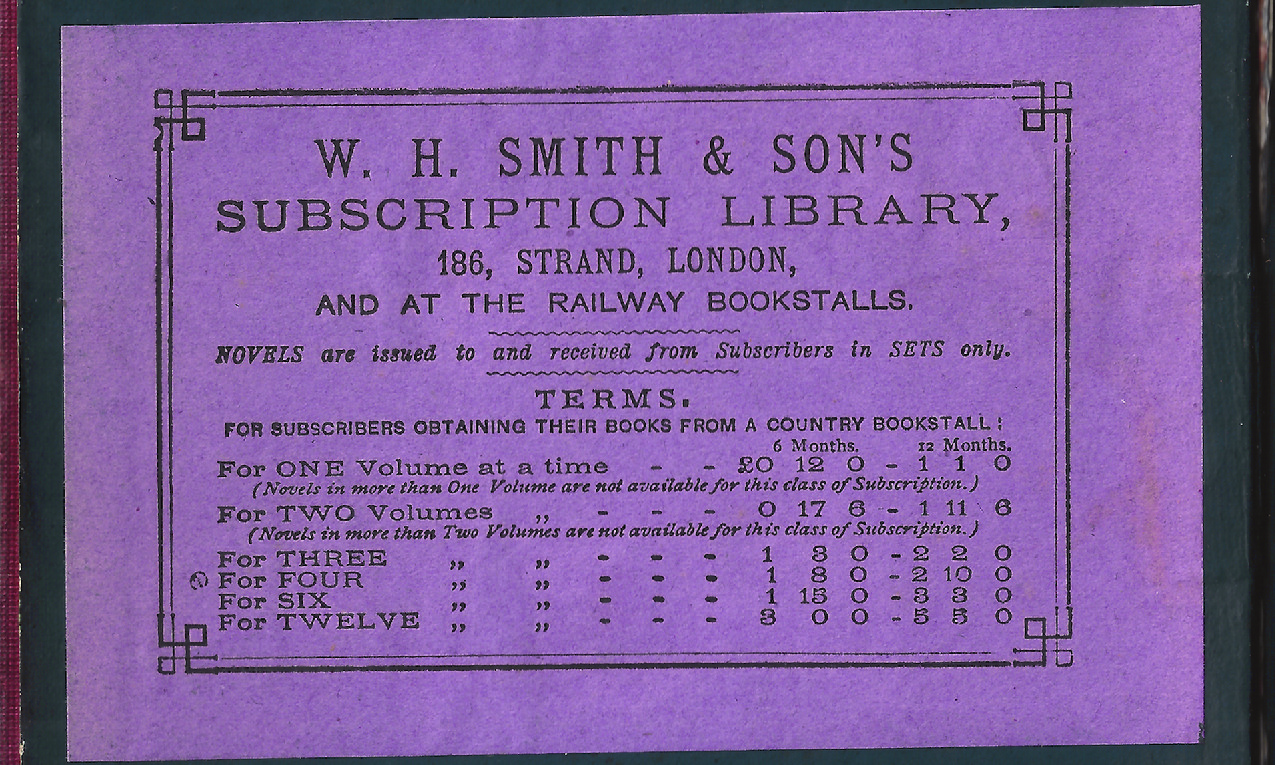 W. H. SMITH & SON'S
SUBSCRIPTION LIBRARY,
186, STRAND, LONDON,
AND AT THE RAILWAY BOOKSTALLS.
NOVELS are issued to and received from Subscribers in SETS only.
TERMS.
FOR SUBSCRIBERS OBTAINING THEIR BOOKS FROM A COUNTRY BOOKSTALL:
6 Months. 12 Months.
For ONE Volume at a time - - £0 12 0 - 1 1 0
(Novels in more than One Volume are not available for this class of Subscription.)
For TWO Volumes „ - - - 0 17 6 - 1 11 6
(Novels in more than Two Volumes are not available for this class of Subscription.)
For THREE „ „ - - - 1 3 0 - 2 2 0
For FOUR „ „ - - - 1 8 0 - 2 10 0
For SIX „ „ - - - 1 15 0 - 3 3 0
For TWELVE „ „ - - - 3 0 0 - 5 5 0